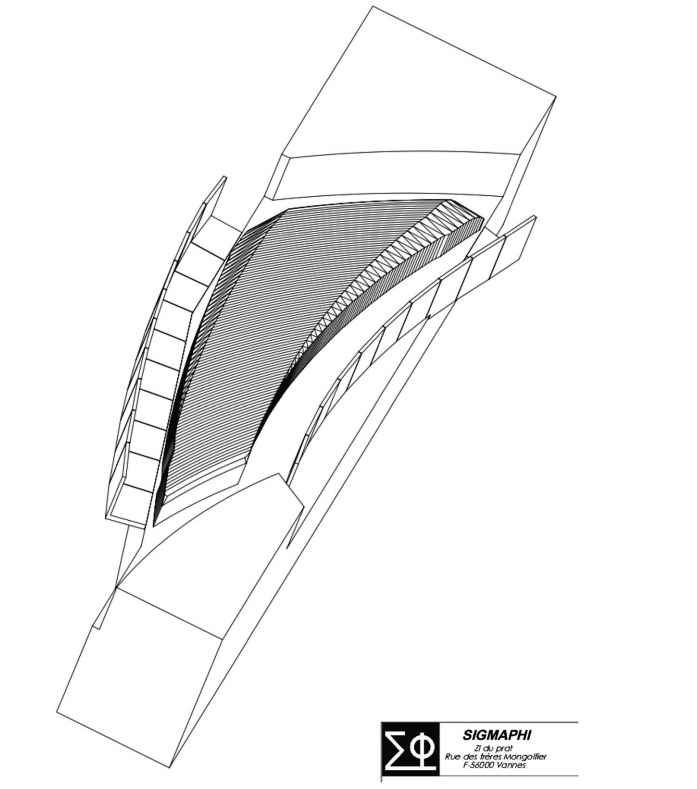 ΣΦ
SIGMAPHI
ZI du prat
Rue des frères Mongolfier
F-56000 Vannes